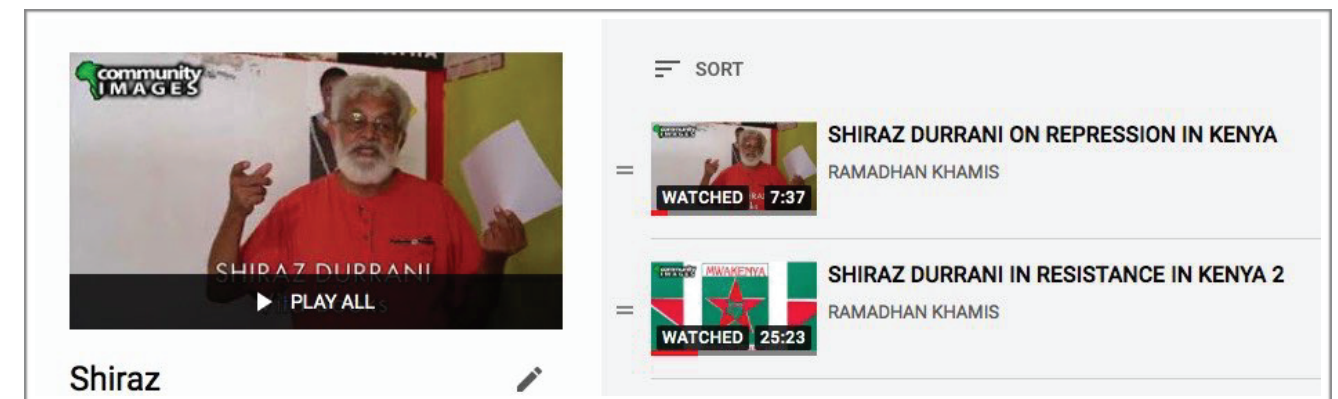 community
IMAGES
SHIRAZ DURRANI
PLAY ALL
Shiraz
SORT
WATCHED 7:37
SHIRAZ DURRANI ON REPRESSION IN KENYA
RAMADHAN KHAMIS
MWAKENYA
WATCHED 25:23
SHIRAZ DURRANI IN RESISTANCE IN KENYA 2
RAMADHAN KHAMIS